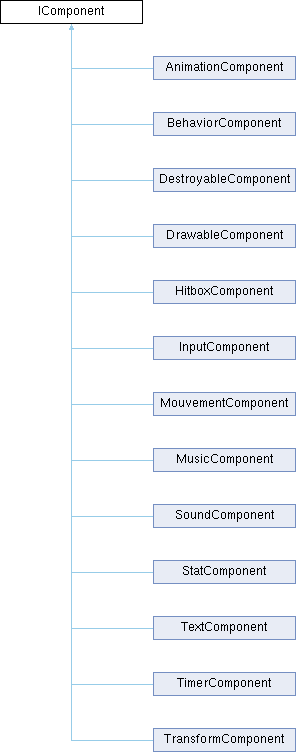 IComponent
AnimationComponent
BehaviorComponent
DestroyableComponent
DrawableComponent
HitboxComponent
InputComponent
MouvementComponent
MusicComponent
SoundComponent
StatComponent
TextComponent
TimerComponent
TransformComponent